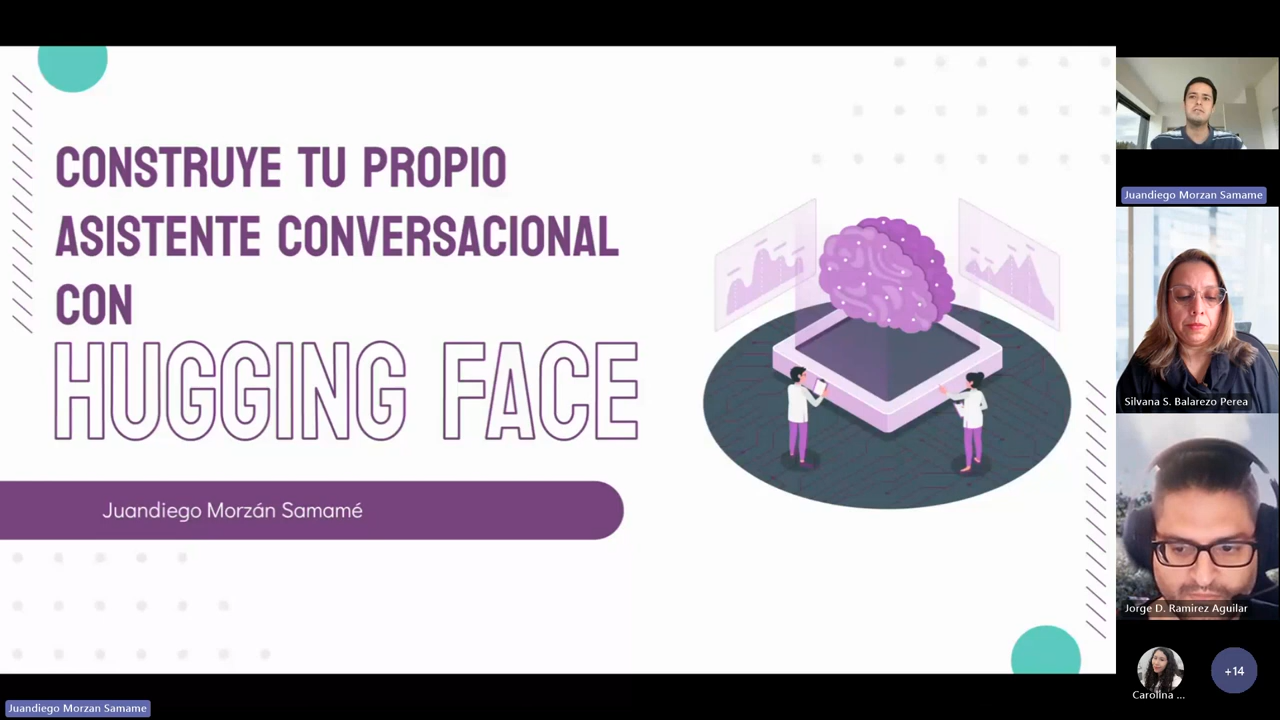 CONSTRUYE TU PROPIO
ASISTENTE CONVERSACIONAL
CON
HUGGING FACE
Juandiego Morzán Samamé
Juandiego Morzan Samame
Silvana S. Balarezo Perea
Jorge D. Ramirez Aguilar
Carolina ...
+14
Juandiego Morzan Samame